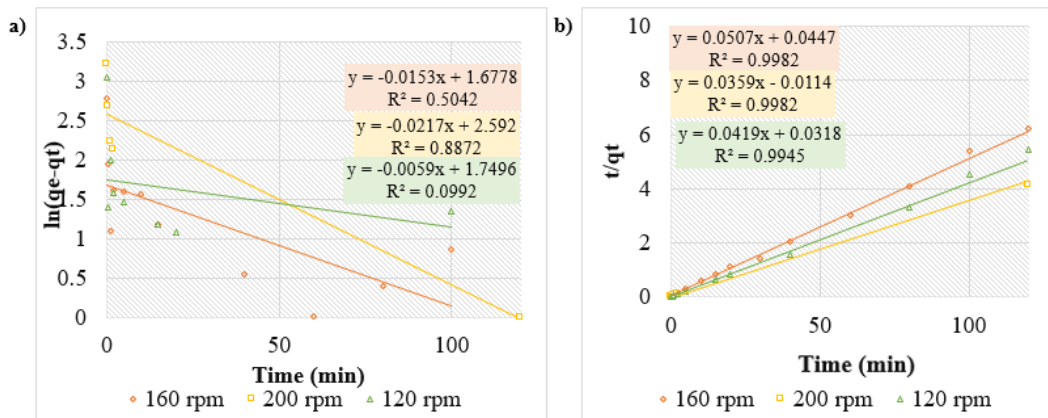 a)
3.5
3
2.5
2
1.5
1
0.5
0
ln(qe-qt)
y = -0.0153x + 1.6778
R² = 0.5042
y = -0.0217x + 2.592
R² = 0.8872
y = -0.0059x + 1.7496
R² = 0.0992
0 50 100
Time (min)
160 rpm 200 rpm 120 rpm
b)
10
8
6
4
2
0
t/qt
y = 0.0507x + 0.0447
R² = 0.9982
y = 0.0359x - 0.0114
R² = 0.9982
y = 0.0419x + 0.0318
R² = 0.9945
0 50 100
Time (min)
160 rpm 200 rpm 120 rpm